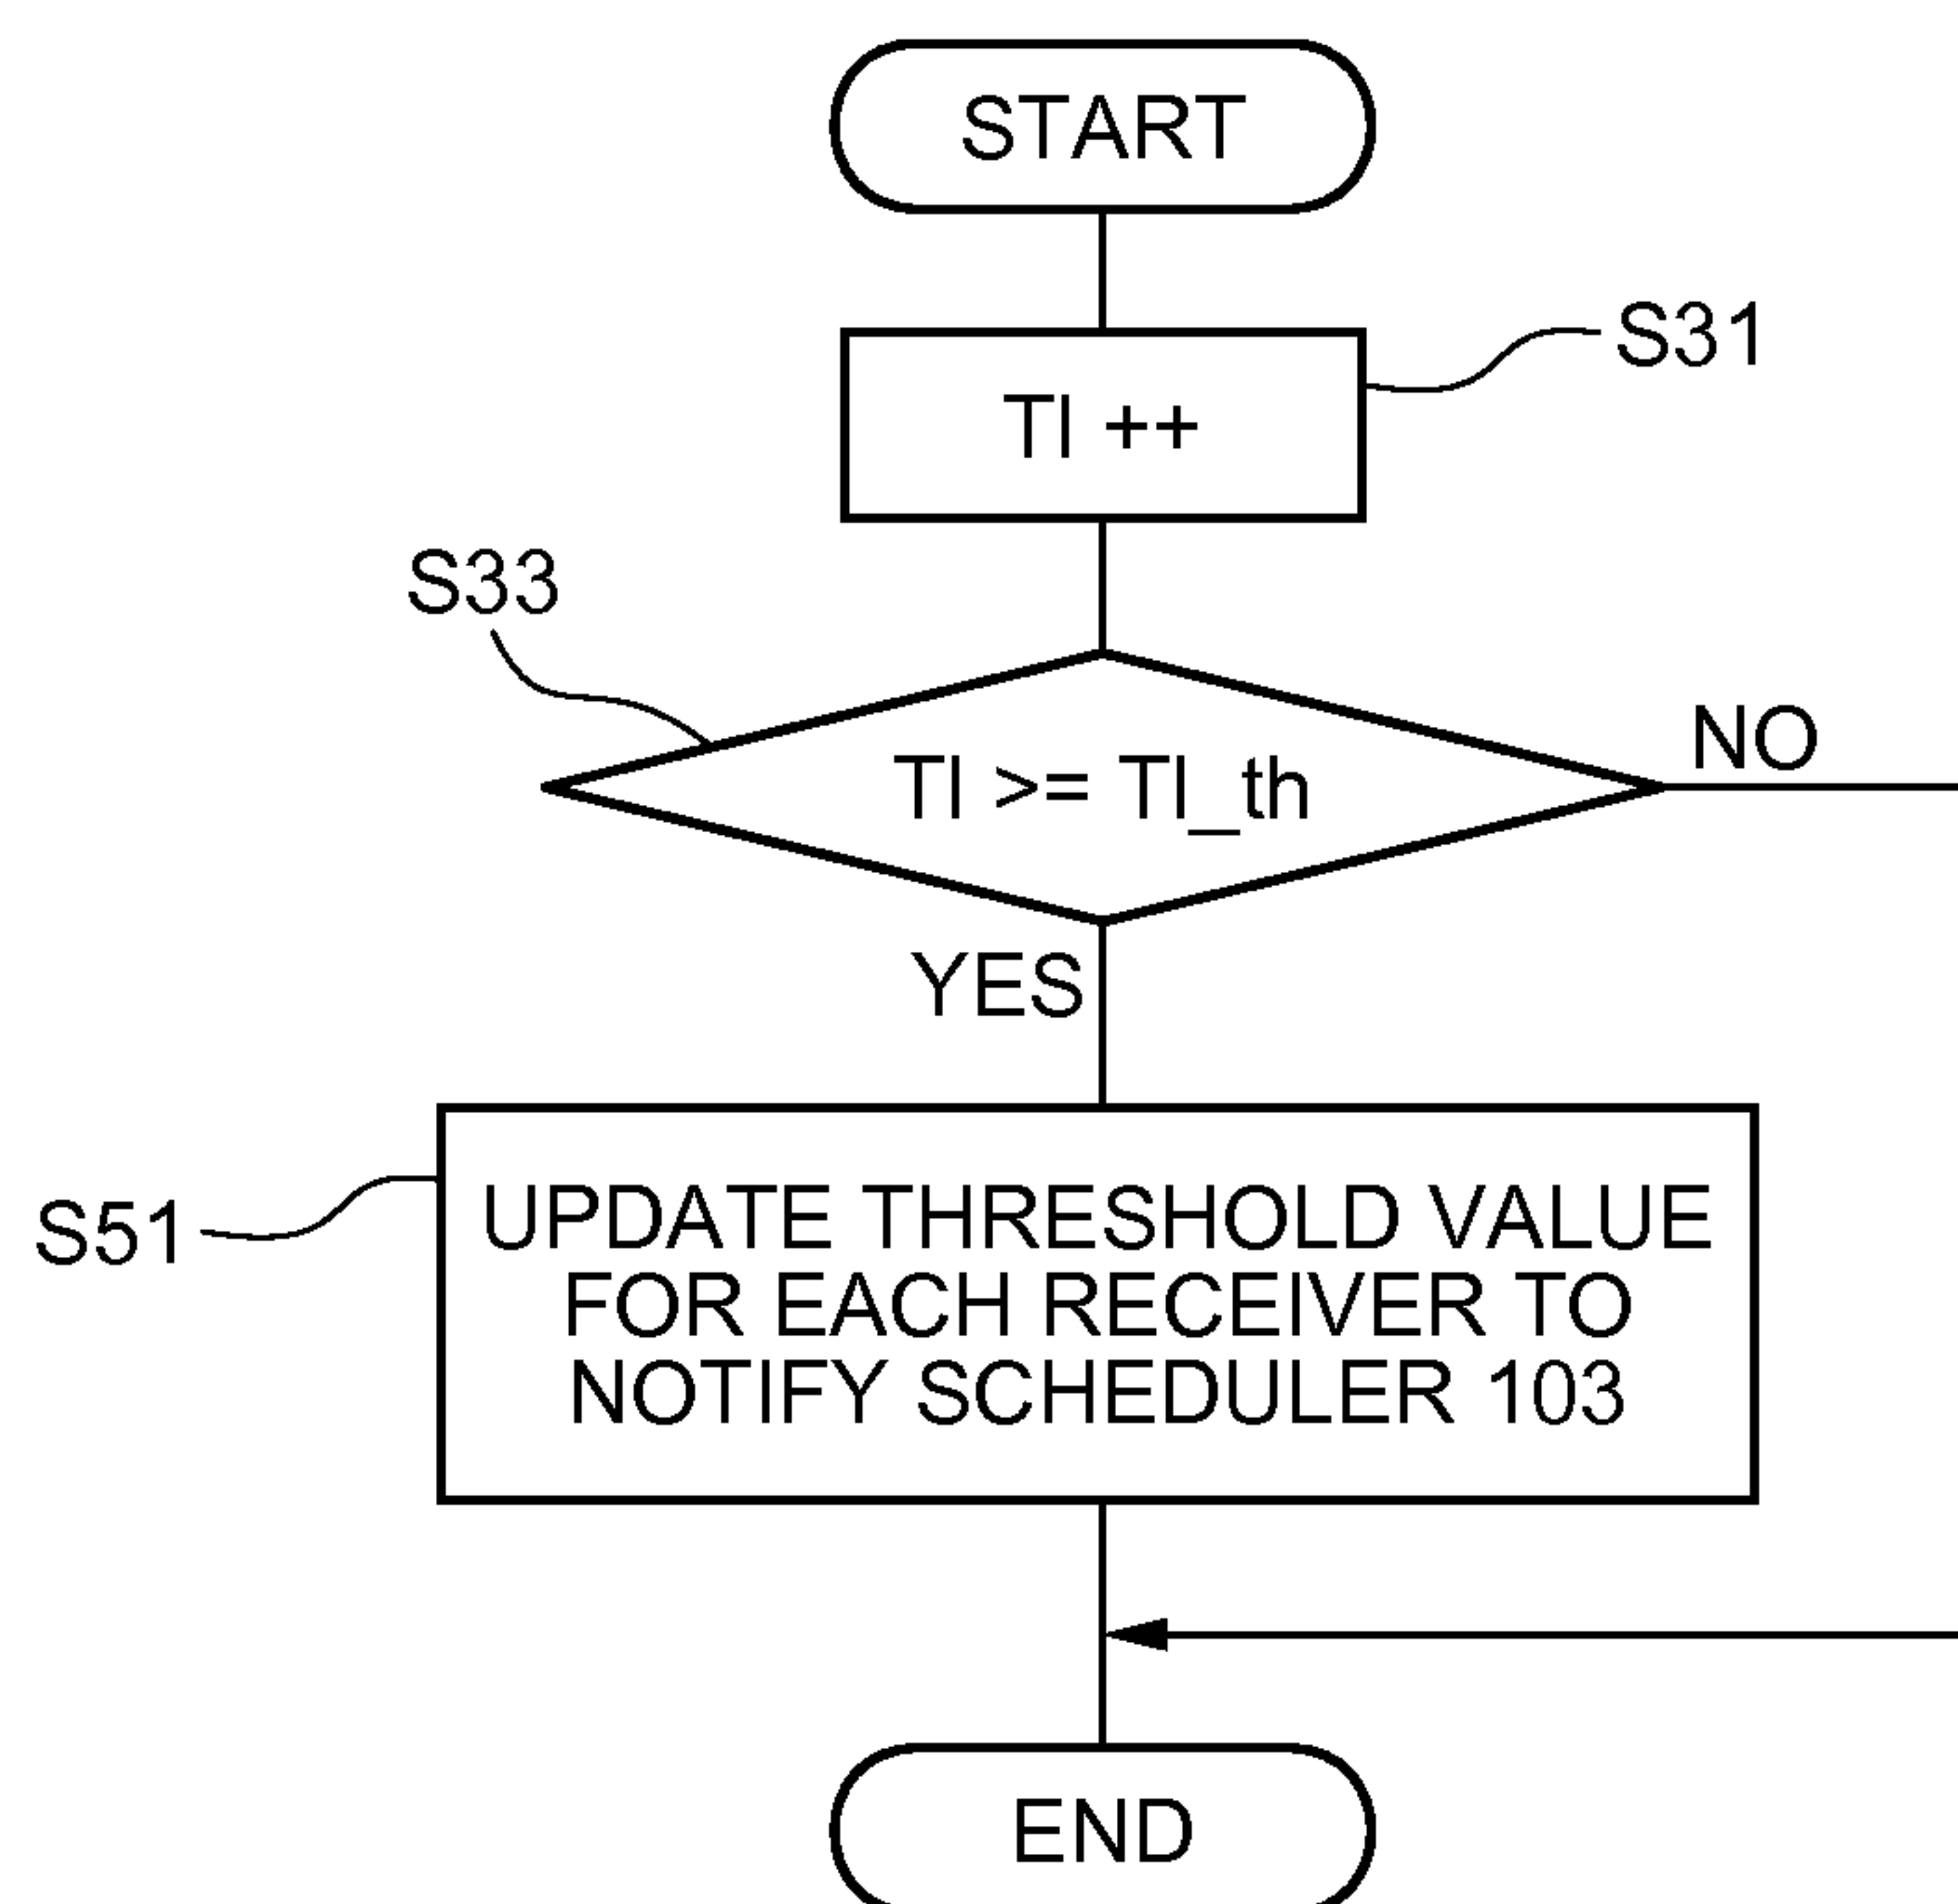 START
TI ++
S31
S33
TI >= TI_th
NO
YES
S51
UPDATE THRESHOLD VALUE
FOR EACH RECEIVER TO
NOTIFY SCHEDULER 103
END